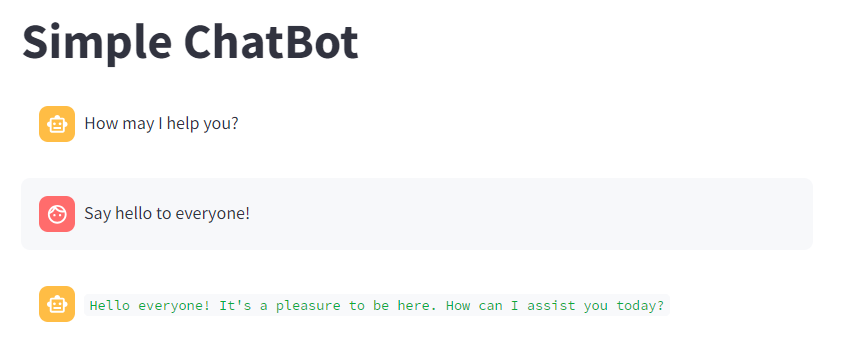 Simple ChatBot
How may I help you?
Say hello to everyone!
Hello everyone! It's a pleasure to be here. How can I assist you today?